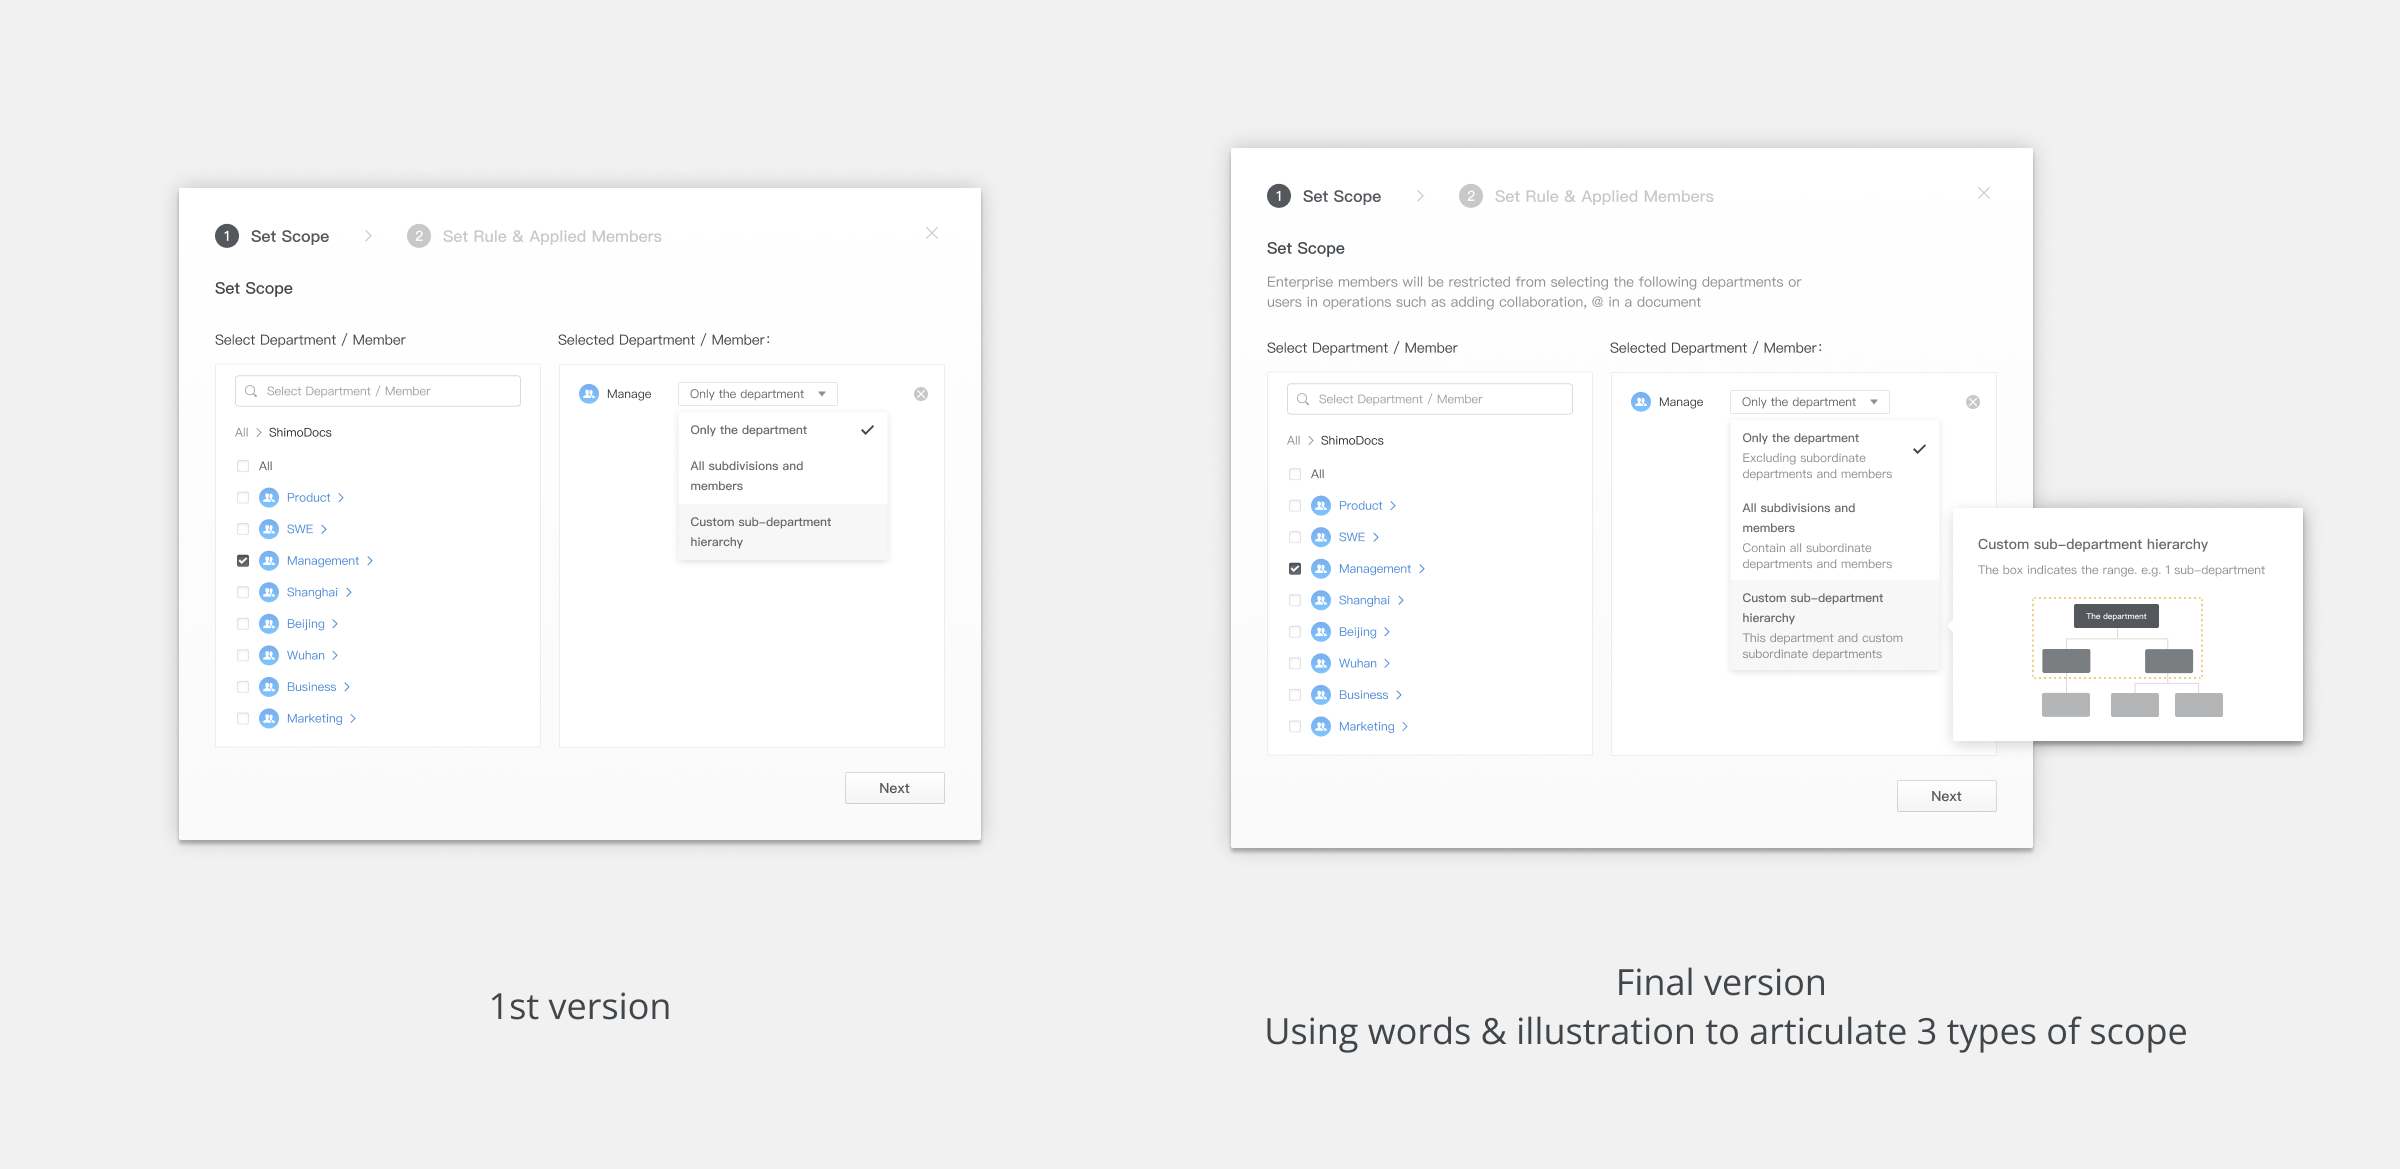 1 Set Scope > 2 Set Rule & Applied Members
Set Scope
Select Department / Member
Select Department / Member
All > ShimoDocs
All
Product >
SWE >
Management >
Shanghai >
Beijing >
Wuhan >
Business >
Marketing >
Selected Department / Member:
Manage Only the department
Only the department
All subdivisions and
members
Custom sub-department
hierarchy
Next
1st version
1 Set Scope > 2 Set Rule & Applied Members
Set Scope
Enterprise members will be restricted from selecting the following departments or
users in operations such as adding collaboration, @ in a document
Select Department / Member
Select Department / Member
All > ShimoDocs
All
Product >
SWE >
Management >
Shanghai >
Beijing >
Wuhan >
Business >
Marketing >
Selected Department / Member:
Manage Only the department
Only the department
Excluding subordinate
departments and members
All subdivisions and
members
Contain all subordinate
departments and members
Custom sub-department
hierarchy
This department and custom
subordinate departments
Custom sub-department hierarchy
The box indicates the range. e.g. 1 sub-department
The department
Next
Final version
Using words & illustration to articulate 3 types of scope